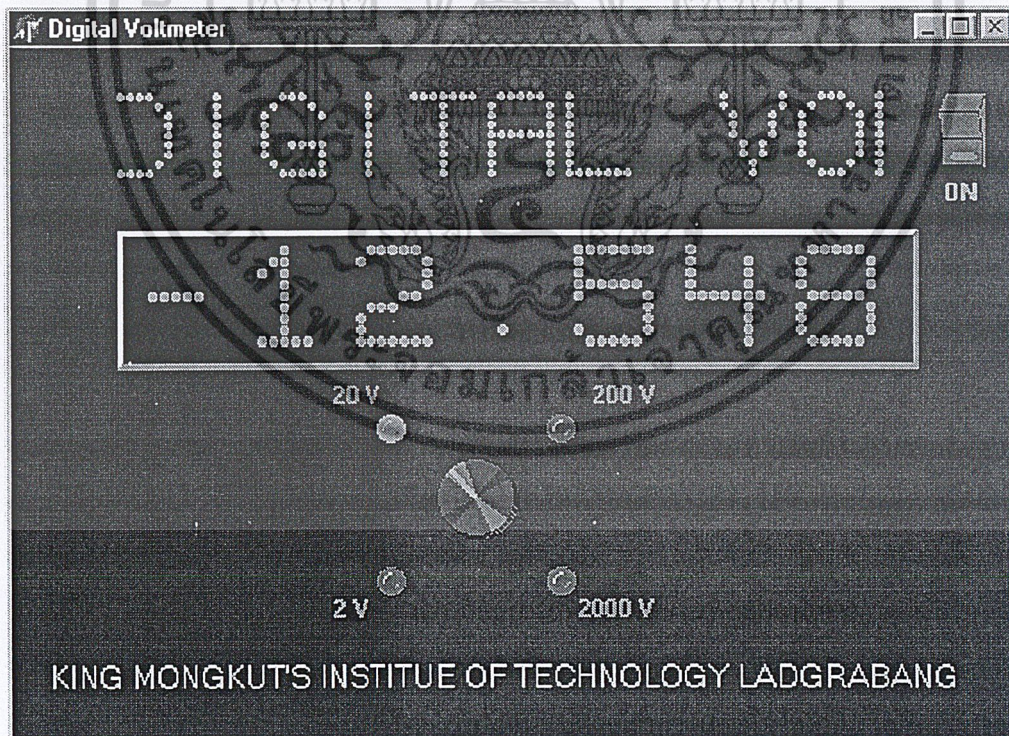 Digital Voltmeter
DIGITAL VOL
ON
-12.548
20 V
200 V
2 V
2000 V
KING MONGKUT'S INSTITUE OF TECHNOLOGY LADGRABANG